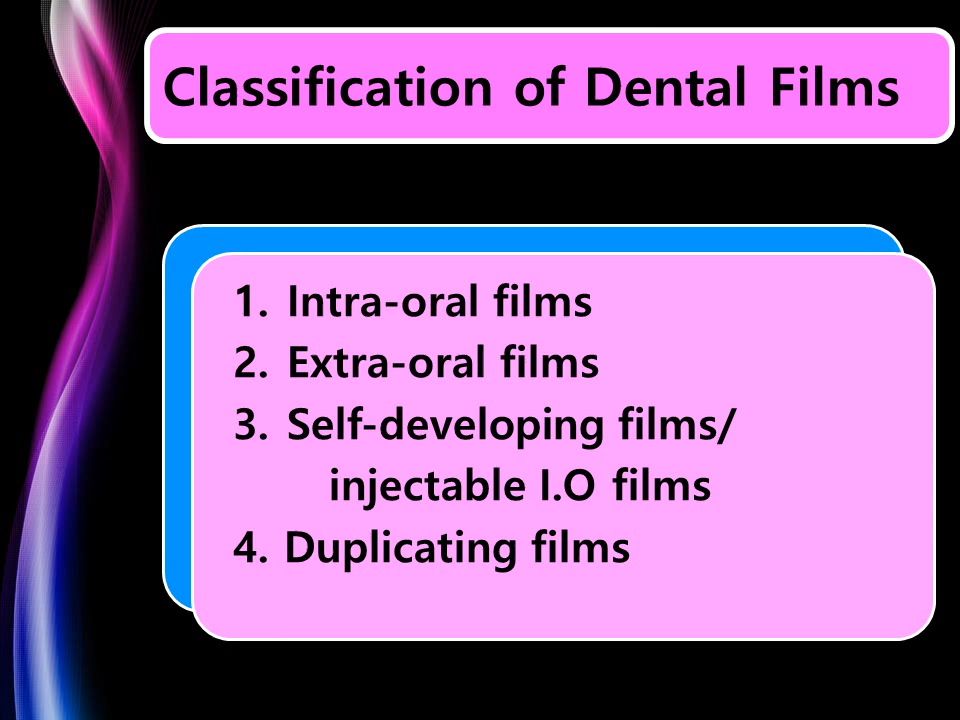 Classification of Dental Films
1. Intra-oral films
2. Extra-oral films
3. Self-developing films/
injectable I.O films
4. Duplicating films